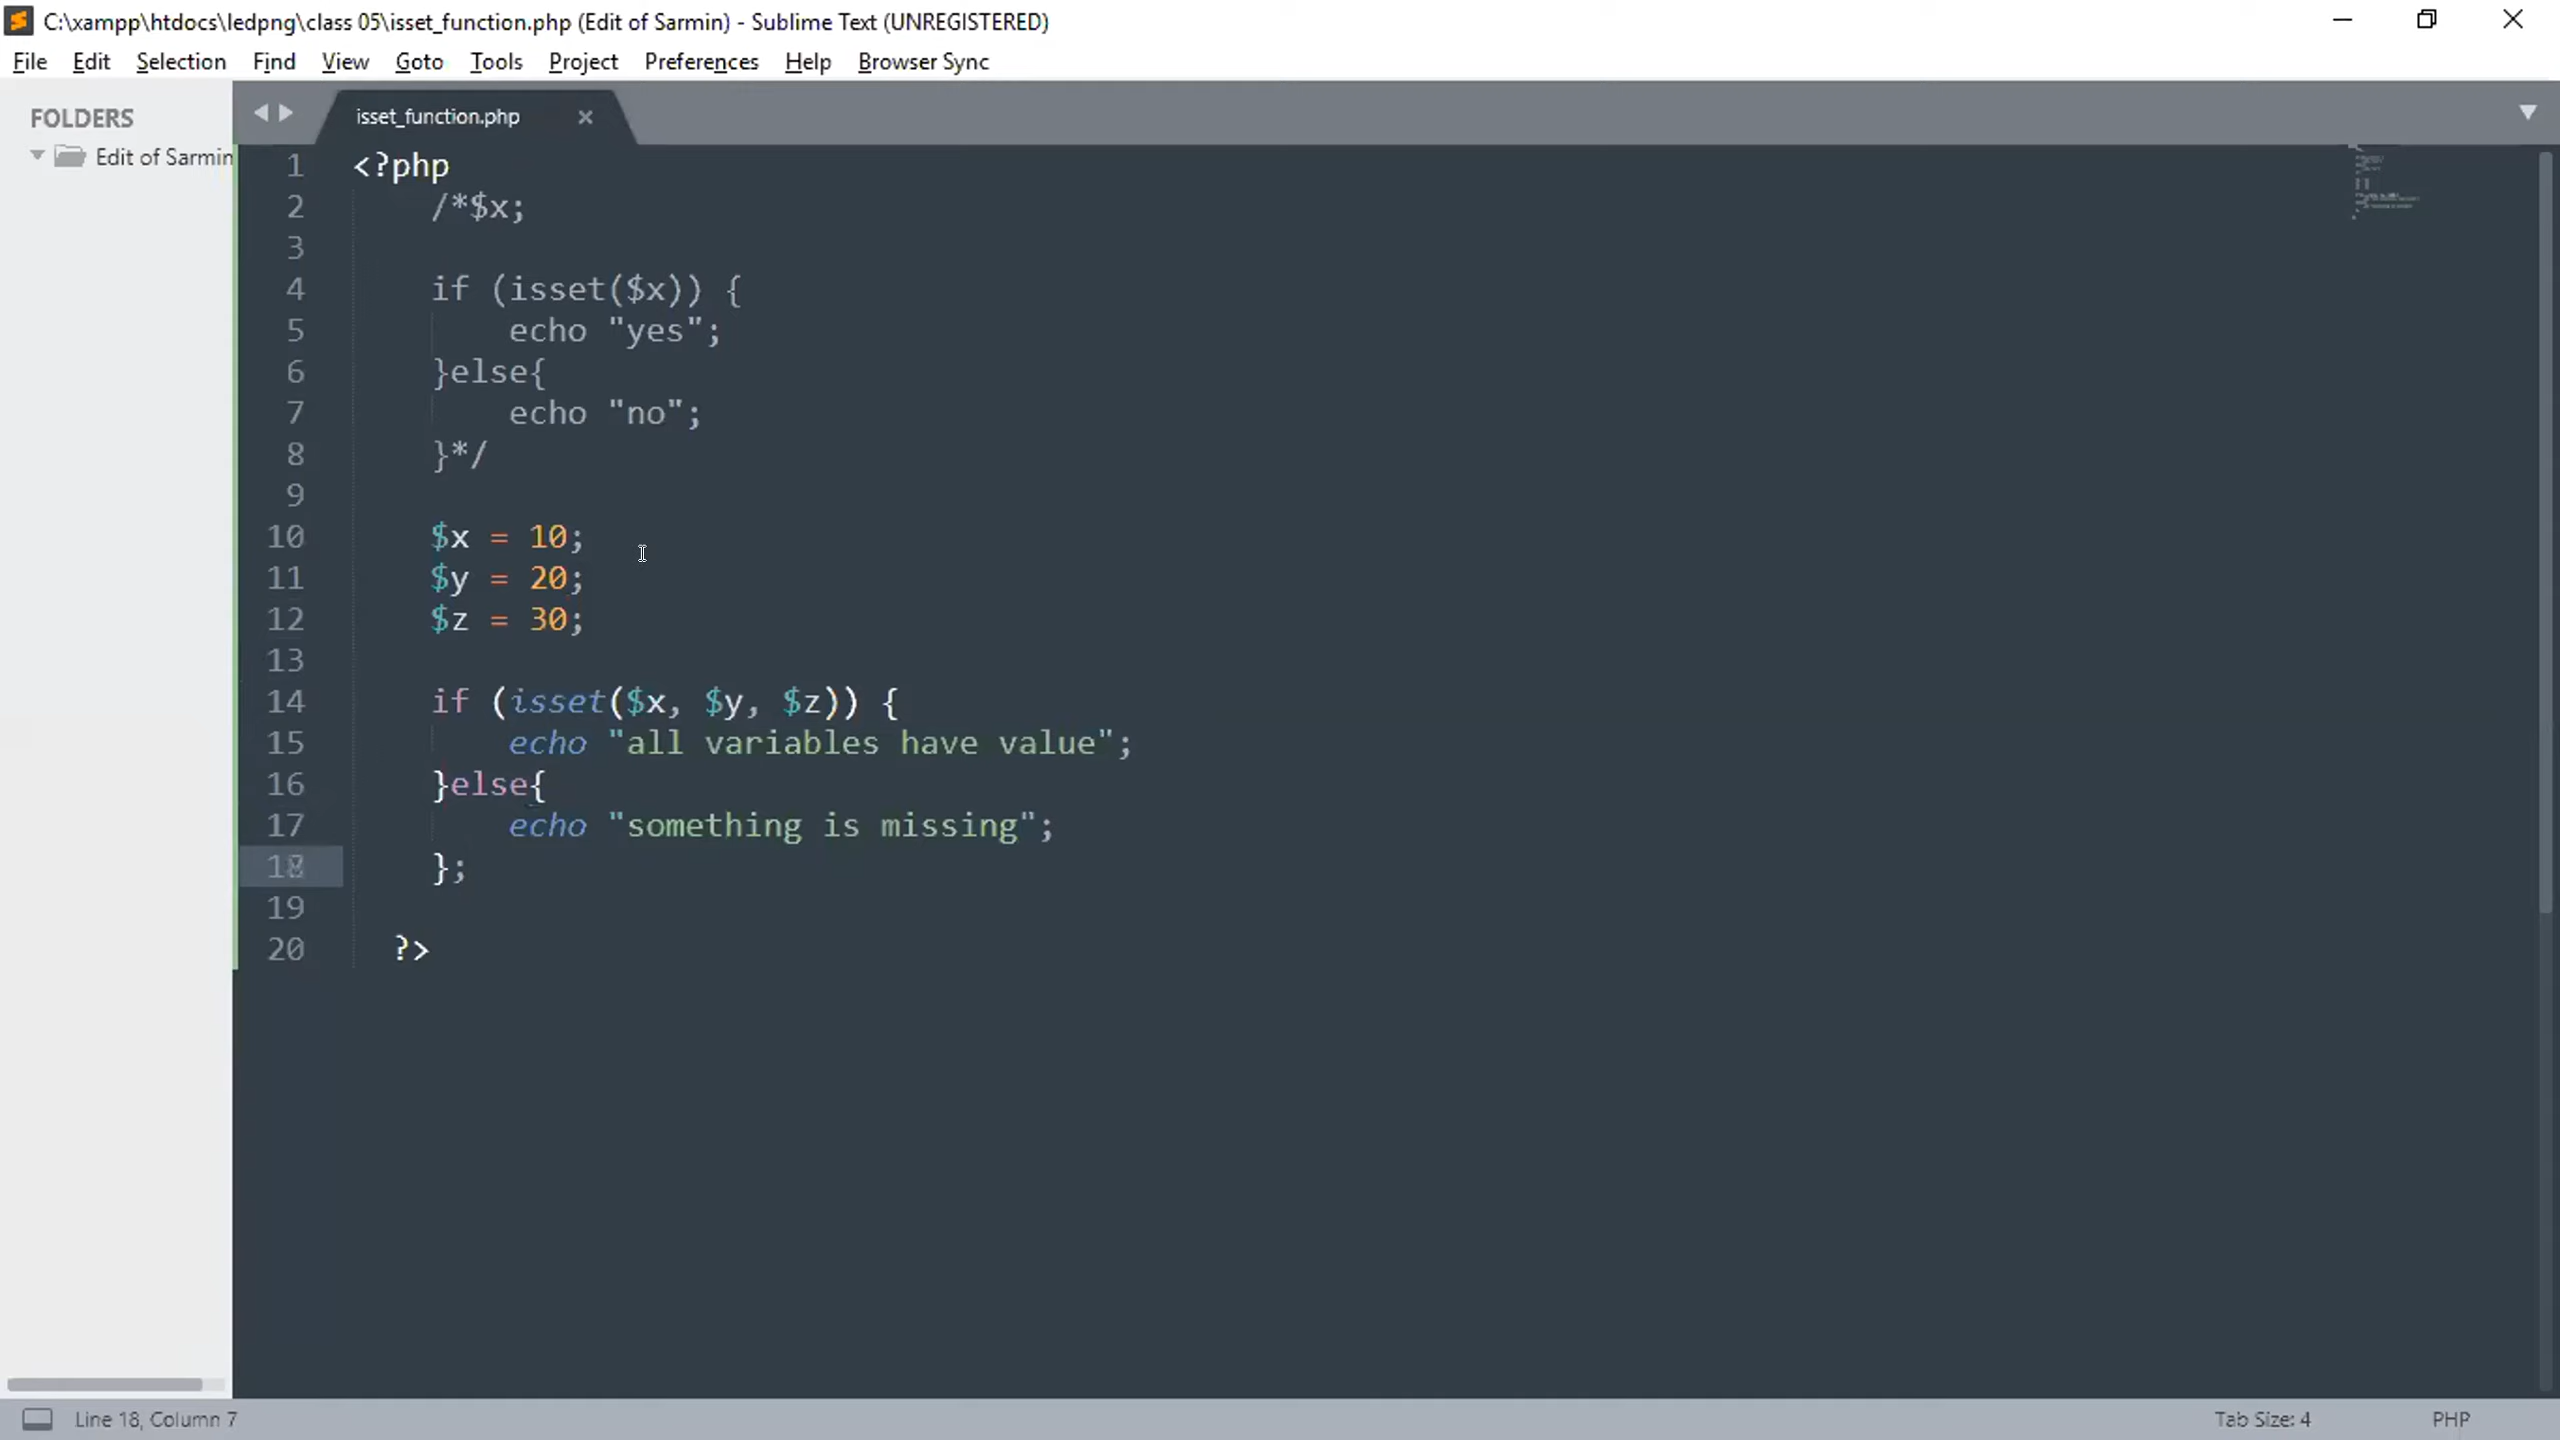 C:\xampp\htdocs\ledpng\class 05\isset_function.php (Edit of Sarmin) - Sublime Text (UNREGISTERED)
File Edit Selection Find View Goto Tools Project Preferences Help Browser Sync
FOLDERS
Edit of Sarmin
isset_function.php
1 <?php
2 /*$x;
3
4 if (isset($x)) {
5 echo "yes";
6 }else{
7 echo "no";
8 }*/
9
10 $x = 10;
11 $y = 20;
12 $z = 30;
13
14 if (isset($x, $y, $z)) {
15 echo "all variables have value";
16 }else{
17 echo "something is missing";
18 };
19
20 ?>
Line 18, Column 7
Tab Size: 4
PHP